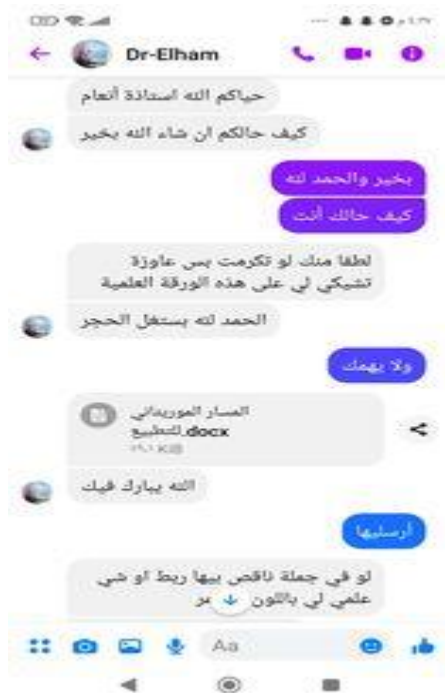 Dr-Elham
حياكم الله استاذة أنعام
كيف حالكم ان شاء الله بخير
بخير والحمد لله
كيف حالك أنت
لطفا منك لو تكرمت بس عاوزة
تشيكي لي على هذه الورقة العلمية
الحمد لله بستغل الحجر
ولا يهمك
المسار الموريتاني
للتطبيع.docx
الله يبارك فيك
أرسليها
لو في جملة ناقص بيها ربط او شي
علمي لي باللون
Aa